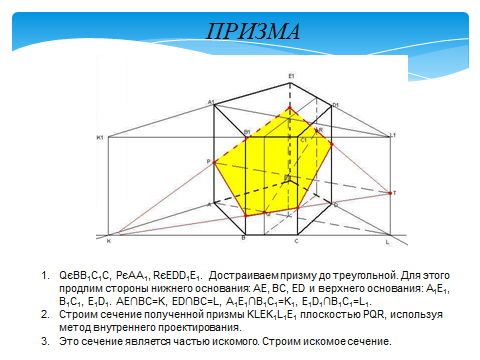 ПРИЗМА
E1
A1
D1
K1
B1
C1
R
L1
P
E
T
A
D
Q
K
B
C
L
1. QєBB₁C₁C, PєAA₁, RєEDD₁E₁. Достраиваем призму до треугольной. Для этого
продлим стороны нижнего основания: AE, BC, ED и верхнего основания: A₁E₁,
B₁C₁, E₁D₁. AE∩BC=K, ED∩BC=L, A₁E₁∩B₁C₁=K₁, E₁D₁∩B₁C₁=L₁.
2. Строим сечение полученной призмы KLEK₁L₁E₁ плоскостью PQR, используя
метод внутреннего проектирования.
3. Это сечение является частью искомого. Строим искомое сечение.